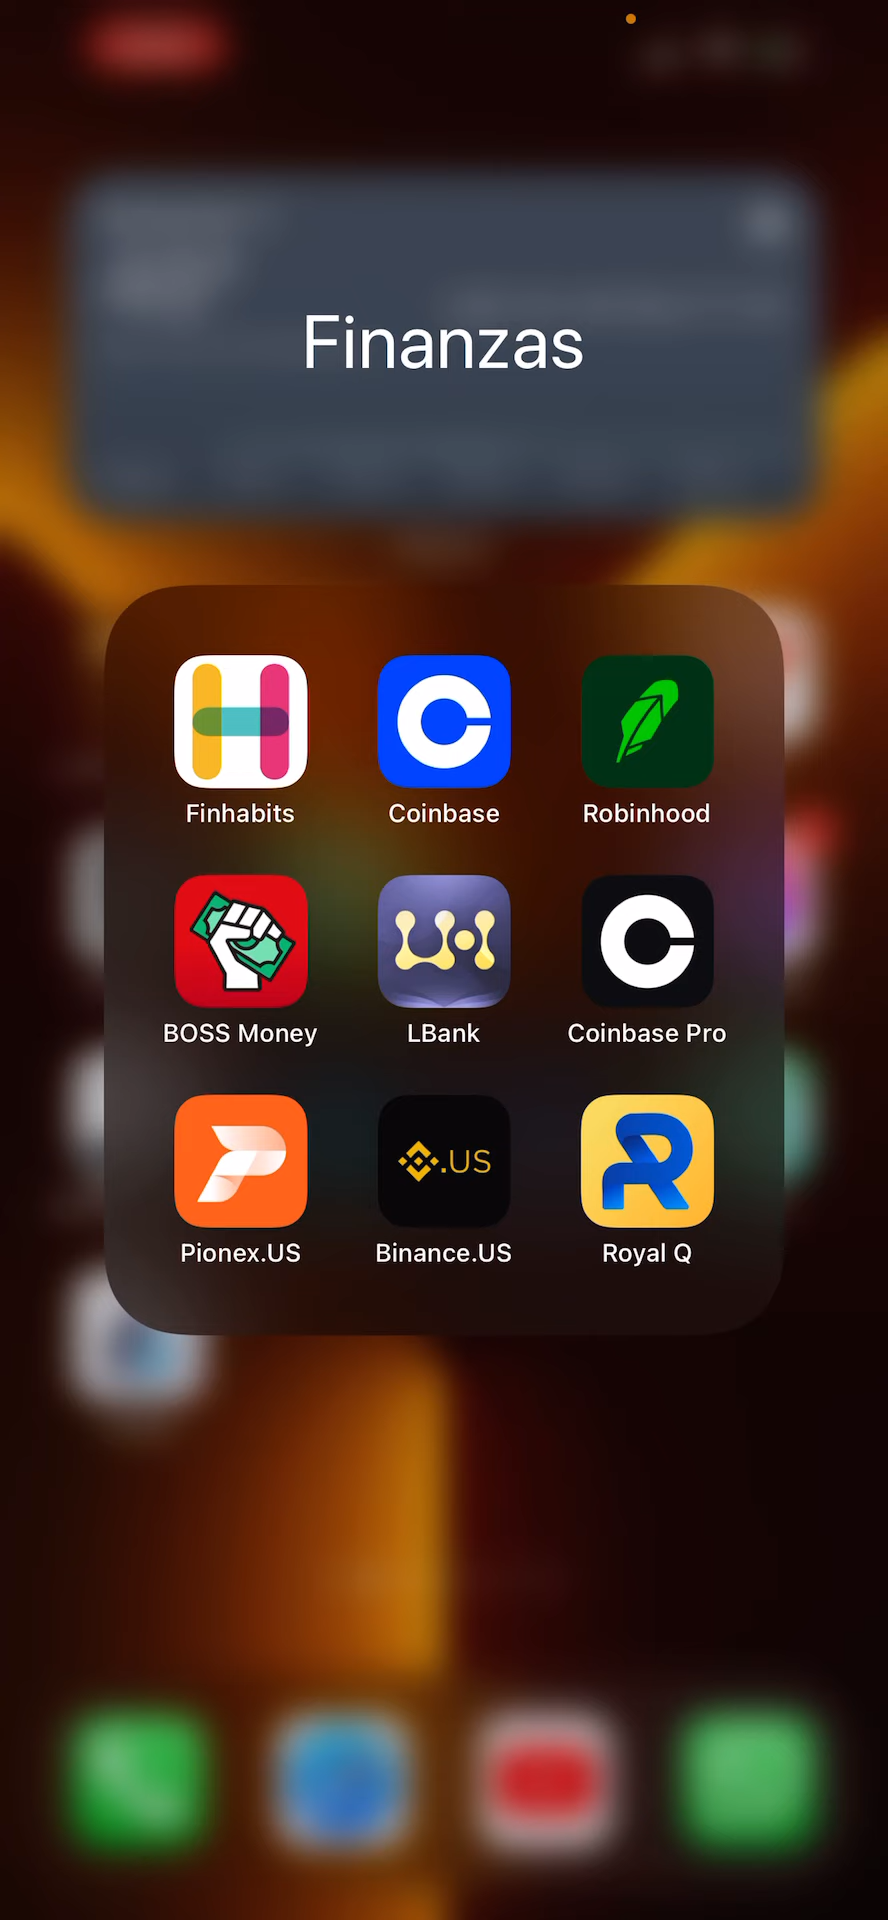 Finanzas
Finhabits
Coinbase
Robinhood
BOSS Money
LBank
Coinbase Pro
.US
Pionex.US
Binance.US
Royal Q